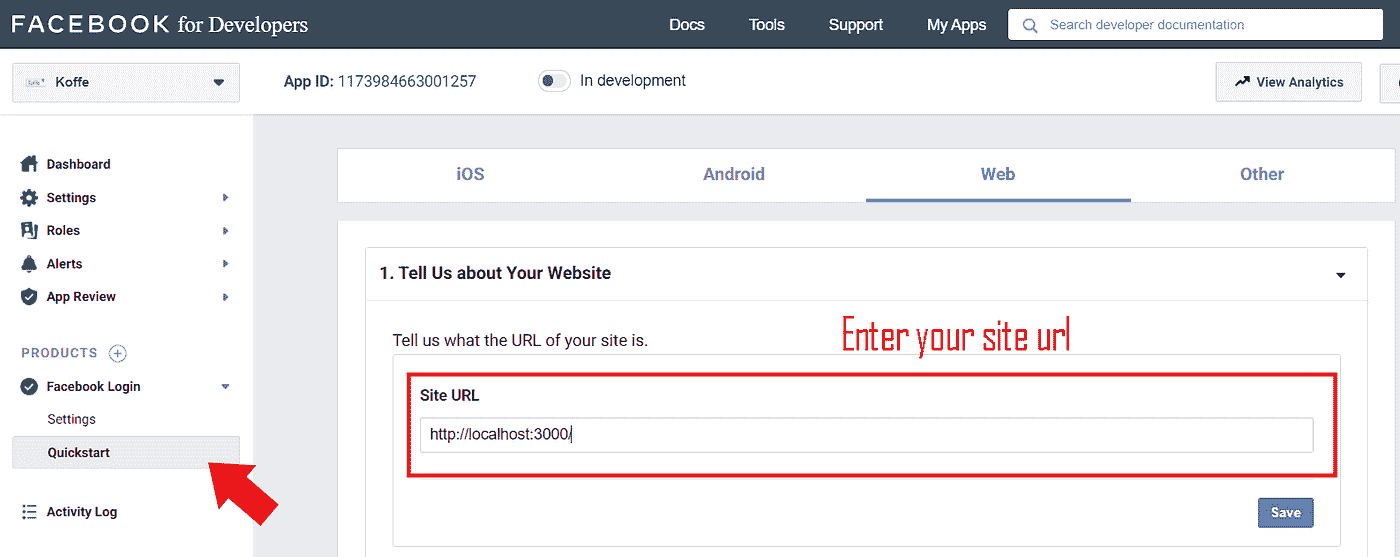 FACEBOOK for Developers
Docs
Tools
Support
My Apps
Search developer documentation
Koffe
App ID: 1173984663001257
In development
View Analytics
Dashboard
Settings
Roles
Alerts
App Review
PRODUCTS
Facebook Login
Settings
Quickstart
Activity Log
iOS
Android
Web
Other
1. Tell Us about Your Website
Tell us what the URL of your site is.
Enter your site url
Site URL
http://localhost:3000/
Save